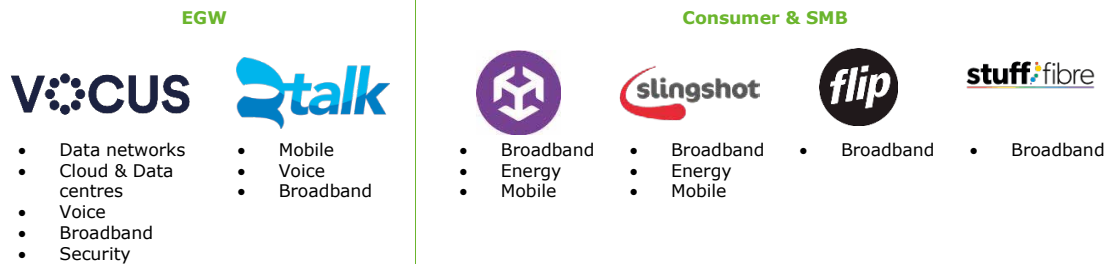 EGW
VOCUS
2talk
• Data networks
• Cloud & Data
centres
• Voice
• Broadband
• Security
• Mobile
• Voice
• Broadband
Consumer & SMB
slingshot
flip
stuff fibre
• Broadband
• Energy
• Mobile
• Broadband
• Energy
• Mobile
• Broadband
• Broadband